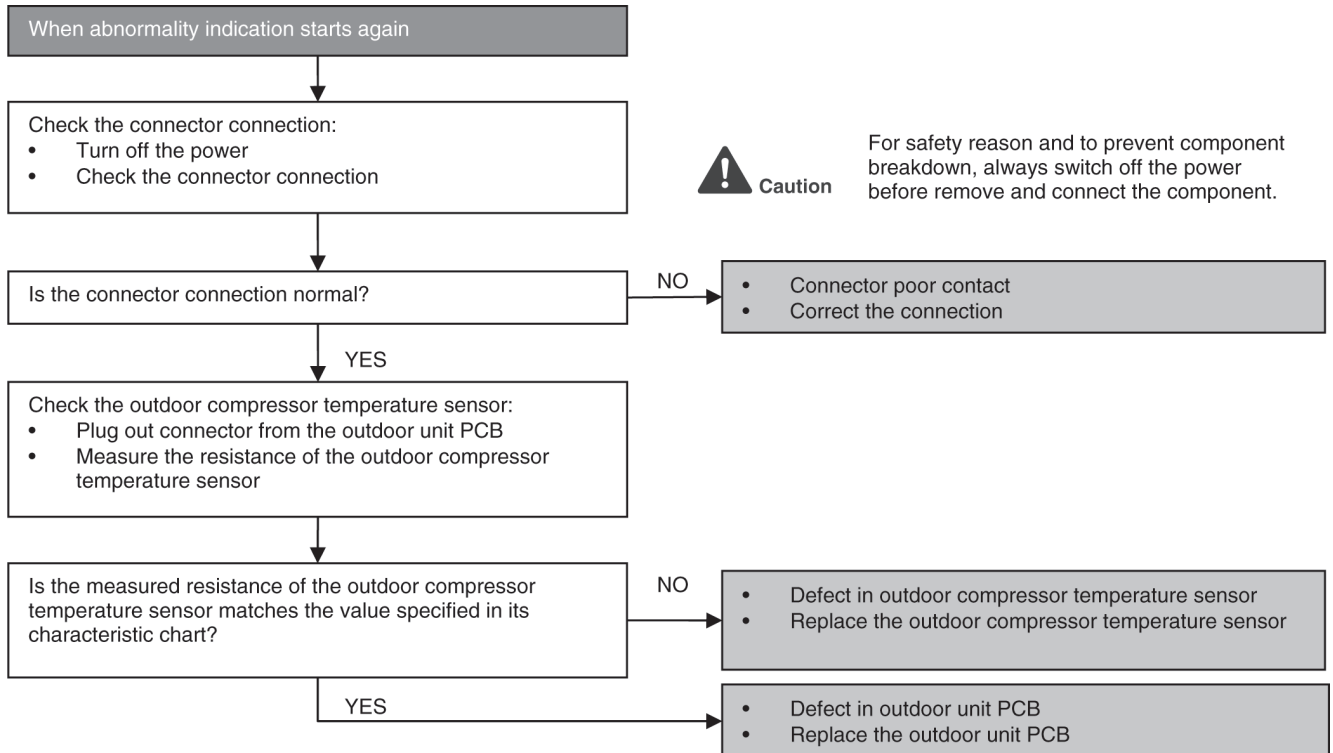 When abnormality indication starts again
Check the connector connection:
• Turn off the power
• Check the connector connection
Caution
For safety reason and to prevent component
breakdown, always switch off the power
before remove and connect the component.
Is the connector connection normal?
NO
• Connector poor contact
• Correct the connection
YES
Check the outdoor compressor temperature sensor:
• Plug out connector from the outdoor unit PCB
• Measure the resistance of the outdoor compressor
temperature sensor
Is the measured resistance of the outdoor compressor
temperature sensor matches the value specified in its
characteristic chart?
NO
• Defect in outdoor compressor temperature sensor
• Replace the outdoor compressor temperature sensor
YES
• Defect in outdoor unit PCB
• Replace the outdoor unit PCB